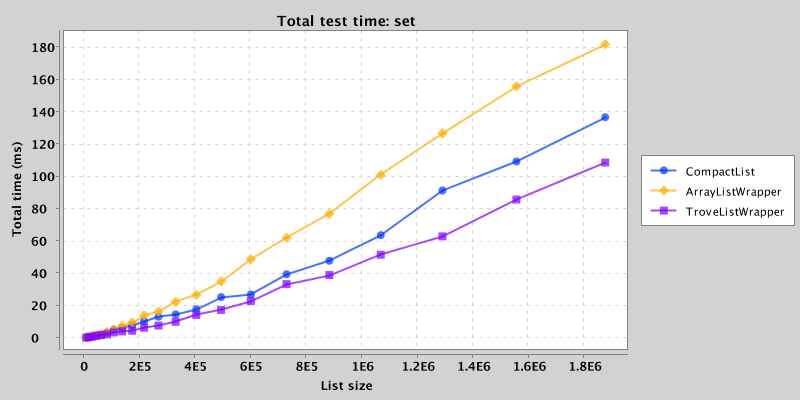 Total test time: set
Total time (ms)
180
160
140
120
100
80
60
40
20
0
0 2E5 4E5 6E5 8E5 1E6 1.2E6 1.4E6 1.6E6 1.8E6
List size
CompactList
ArrayListWrapper
TroveListWrapper